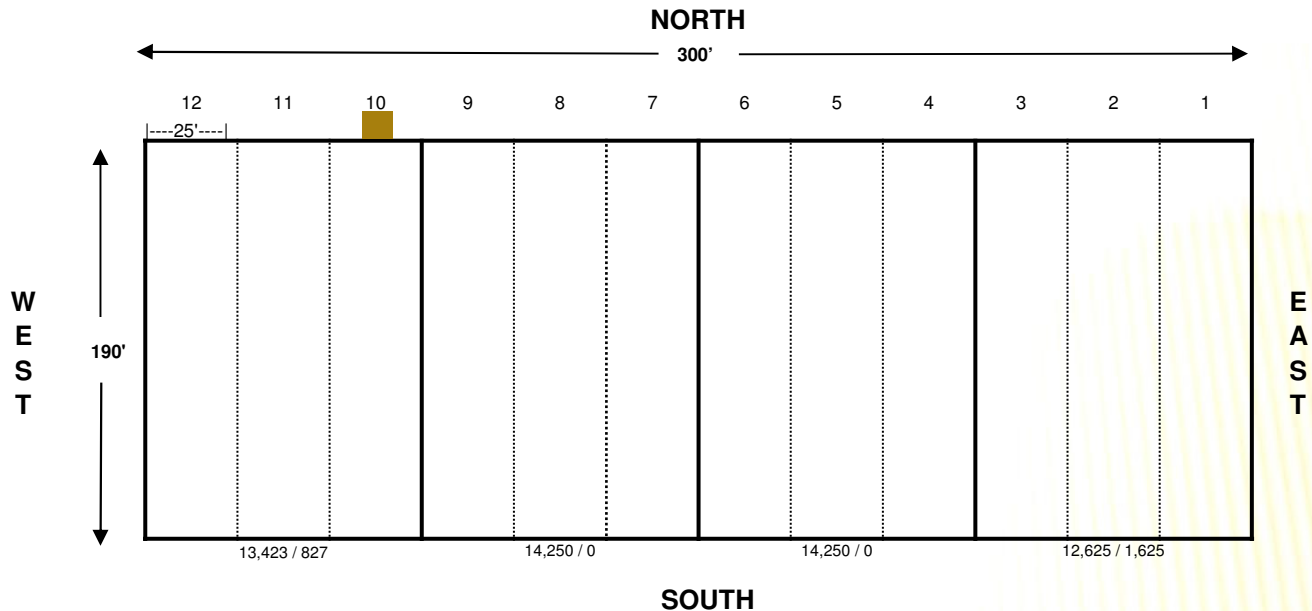 NORTH
300’
12 11 10 9 8 7 6 5 4 3 2 1
|----25'----|
W
E
S
T
190'
E
A
S
T
13,423 / 827 14,250 / 0 14,250 / 0 12,625 / 1,625
SOUTH